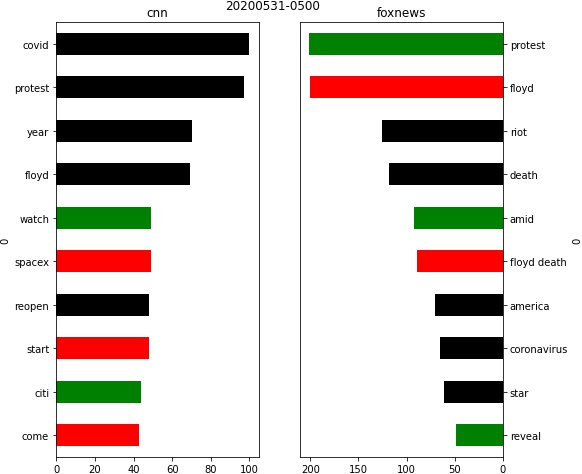 20200531-0500
cnn
foxnews
covid
protest
year
floyd
watch
spacex
reopen
start
citi
come
0
0 20 40 60 80 100
protest
floyd
riot
death
amid
floyd death
america
coronavirus
star
reveal
0
200 150 100 50 0